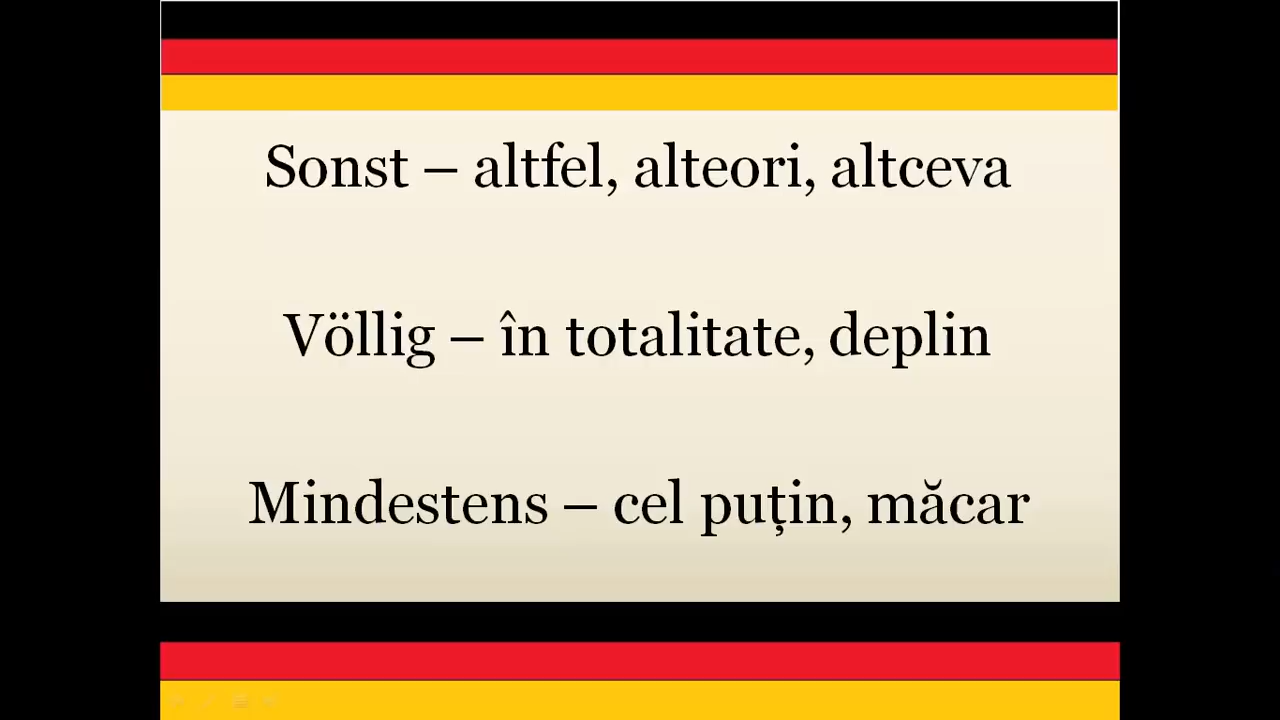 Sonst – altfel, alteori, altceva
Völlig – în totalitate, deplin
Mindestens – cel puțin, măcar